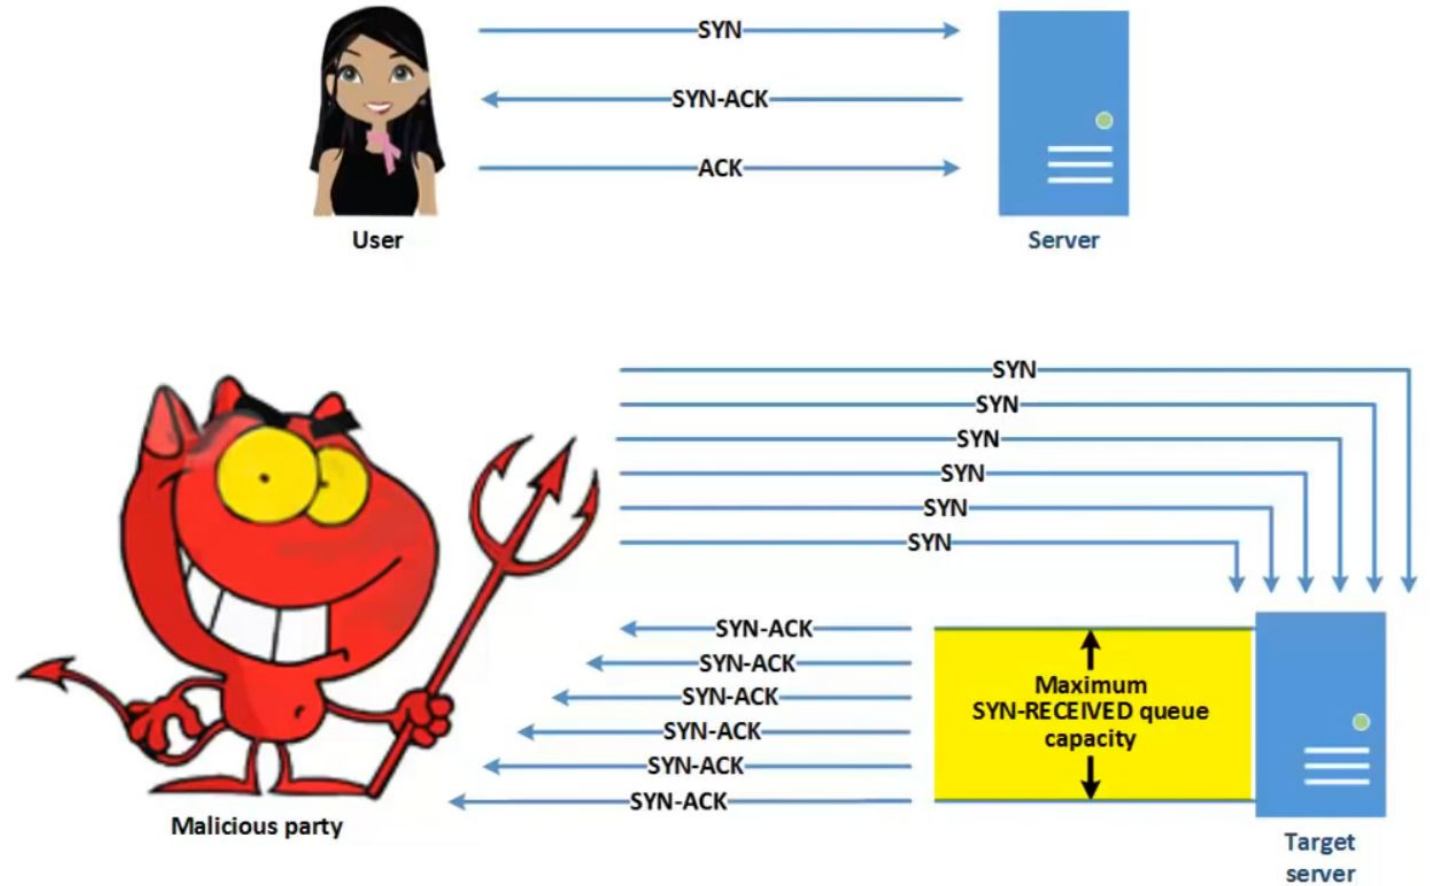 SYN
SYN-ACK
ACK
User
Server
SYN
SYN
SYN
SYN
SYN
SYN
SYN-ACK
SYN-ACK
SYN-ACK
SYN-ACK
SYN-ACK
SYN-ACK
Maximum
SYN-RECEIVED queue
capacity
Malicious party
Target
server